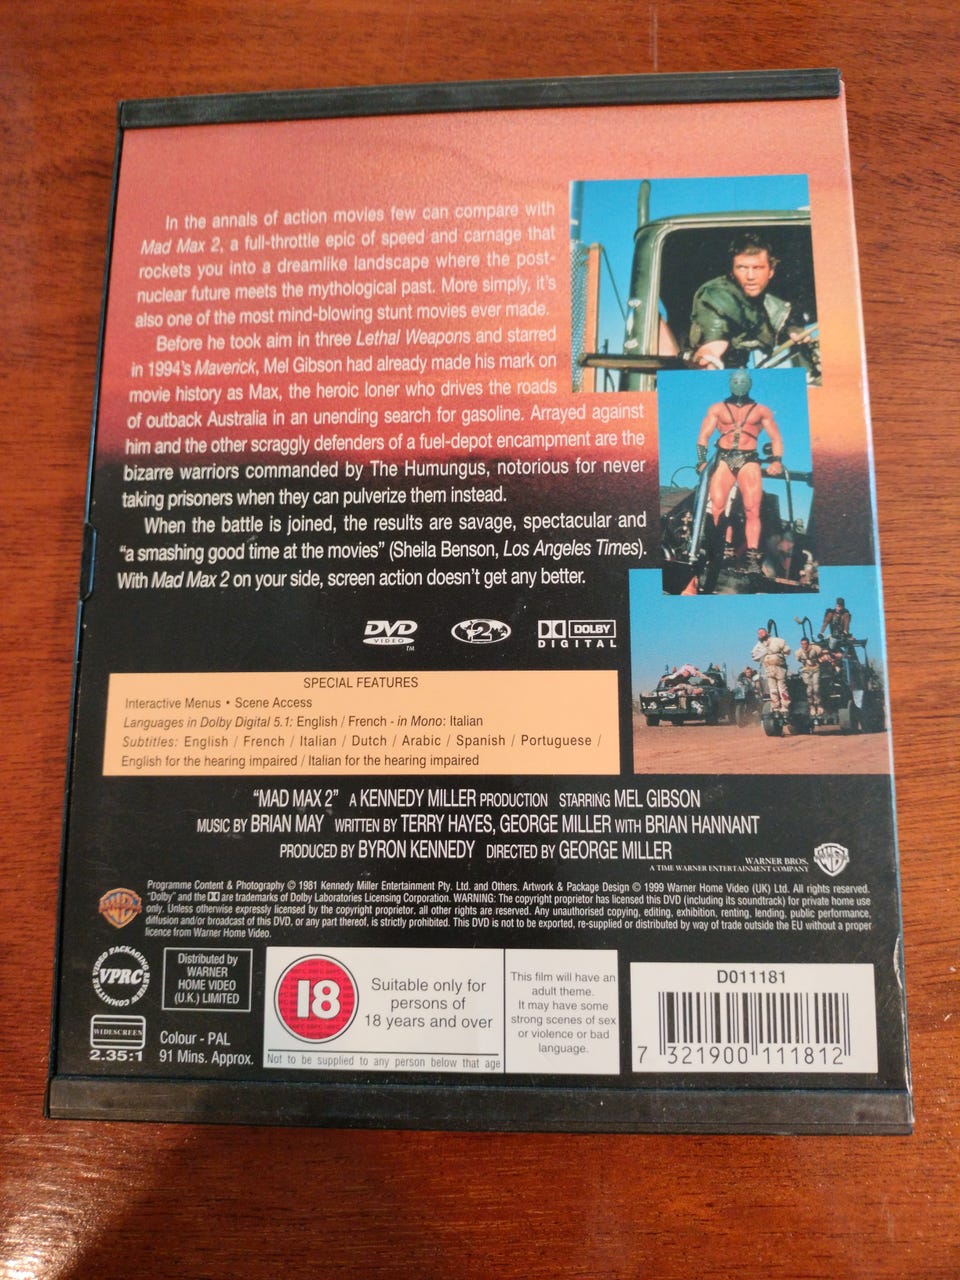 In the annals of action movies few can compare with
Mad Max 2, a full-throttle epic of speed and carnage that
rockets you into a dreamlike landscape where the post-
nuclear future meets the mythological past. More simply, it's
also one of the most mind-blowing stunt movies ever made.
Before he took aim in three Lethal Weapons and starred
in 1994's Maverick, Mel Gibson had already made his mark on
movie history as Max, the heroic loner who drives the roads
of outback Australia in an unending search for gasoline. Arrayed against
him and the other scraggly defenders of a fuel-depot encampment are the
bizarre warriors commanded by The Humungus, notorious for never
taking prisoners when they can pulverize them instead.
When the battle is joined, the results are savage, spectacular and
"a smashing good time at the movies" (Sheila Benson, Los Angeles Times).
With Mad Max 2 on your side, screen action doesn't get any better.
DVD
VIDEO
TM
2
DOLBY
DIGITAL
SPECIAL FEATURES
Interactive Menus • Scene Access
Languages in Dolby Digital 5.1: English / French - in Mono: Italian
Subtitles: English / French / Italian / Dutch / Arabic / Spanish / Portuguese /
English for the hearing impaired / Italian for the hearing impaired
"MAD MAX 2" A KENNEDY MILLER PRODUCTION STARRING MEL GIBSON
MUSIC BY BRIAN MAY WRITTEN BY TERRY HAYES, GEORGE MILLER WITH BRIAN HANNANT
PRODUCED BY BYRON KENNEDY DIRECTED BY GEORGE MILLER
WARNER BROS.
A TIME WARNER ENTERTAINMENT COMPANY
Programme Content & Photography © 1981 Kennedy Miller Entertainment Pty. Ltd. and Others. Artwork & Package Design © 1999 Warner Home Video (UK) Ltd. All rights reserved.
"Dolby" and the DD are trademarks of Dolby Laboratories Licensing Corporation. WARNING: The copyright proprietor has licensed this DVD (including its soundtrack) for private home use
only. Unless otherwise expressly licensed by the copyright proprietor, all other rights are reserved. Any unauthorised copying, editing, exhibition, renting, lending, public performance,
diffusion and/or broadcast of this DVD, or any part thereof, is strictly prohibited. This DVD is not to be exported, re-supplied or distributed by way of trade outside the EU without a proper
licence from Warner Home Video.
VIDEO PACKAGING REVIEW COMMITTEE
VPRC
Distributed by
WARNER
HOME VIDEO
(U.K.) LIMITED
WIDESCREEN
2.35:1
Colour - PAL
91 Mins. Approx.
18
Suitable only for
persons of
18 years and over
Not to be supplied to any person below that age
This film will have an
adult theme.
It may have some
strong scenes of sex
or violence or bad
language.
D011181
7 321900 111812